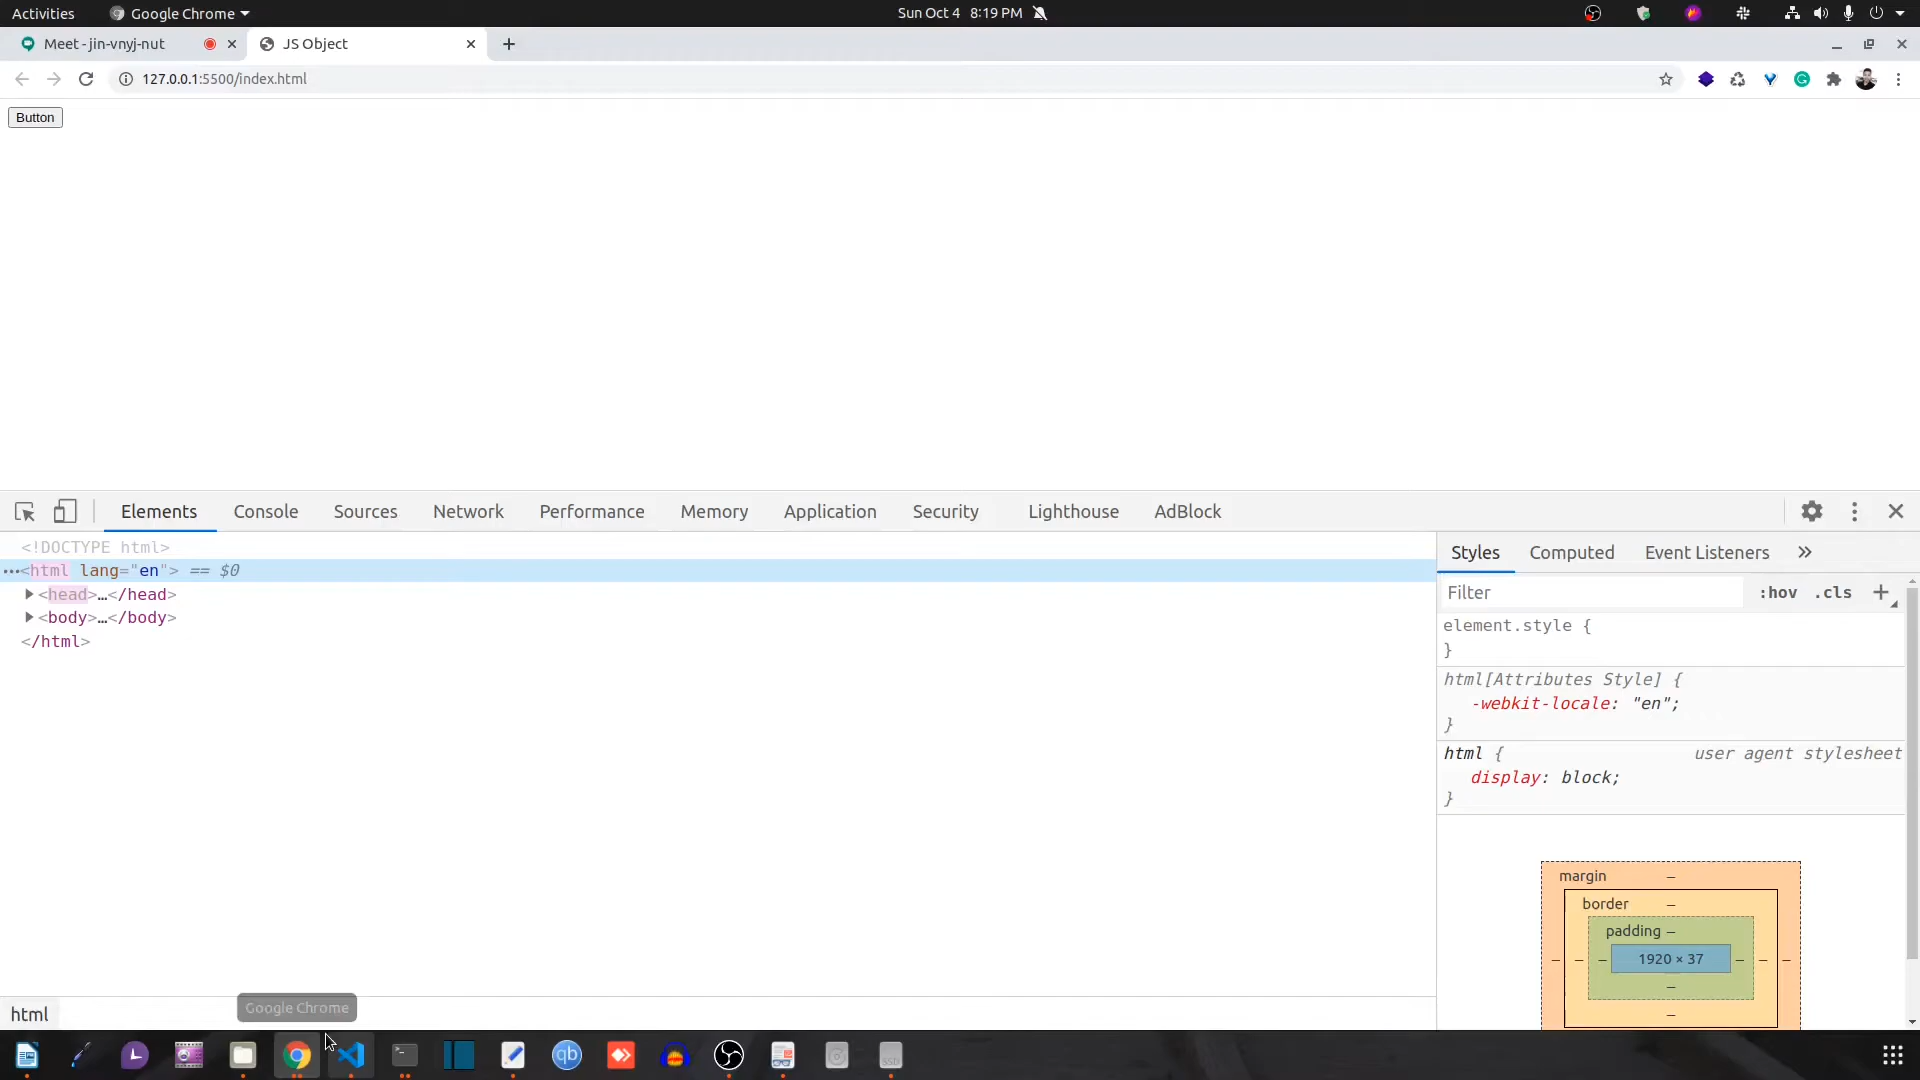 Activities Google Chrome Sun Oct 4 8:19 PM
Meet - jin-vnyj-nut JS Object
127.0.0.1:5500/index.html
Button
Elements Console Sources Network Performance Memory Application Security Lighthouse AdBlock
<!DOCTYPE html>
…<html lang="en"> == $0
<head>…</head>
<body>…</body>
</html>
Styles Computed Event Listeners »
Filter :hov .cls +
element.style {
}
html[Attributes Style] {
-webkit-locale: "en";
}
html { user agent stylesheet
display: block;
}
margin –
border –
padding –
– – – 1920 × 37 – – –
–
–
html
Google Chrome
qb
SSD